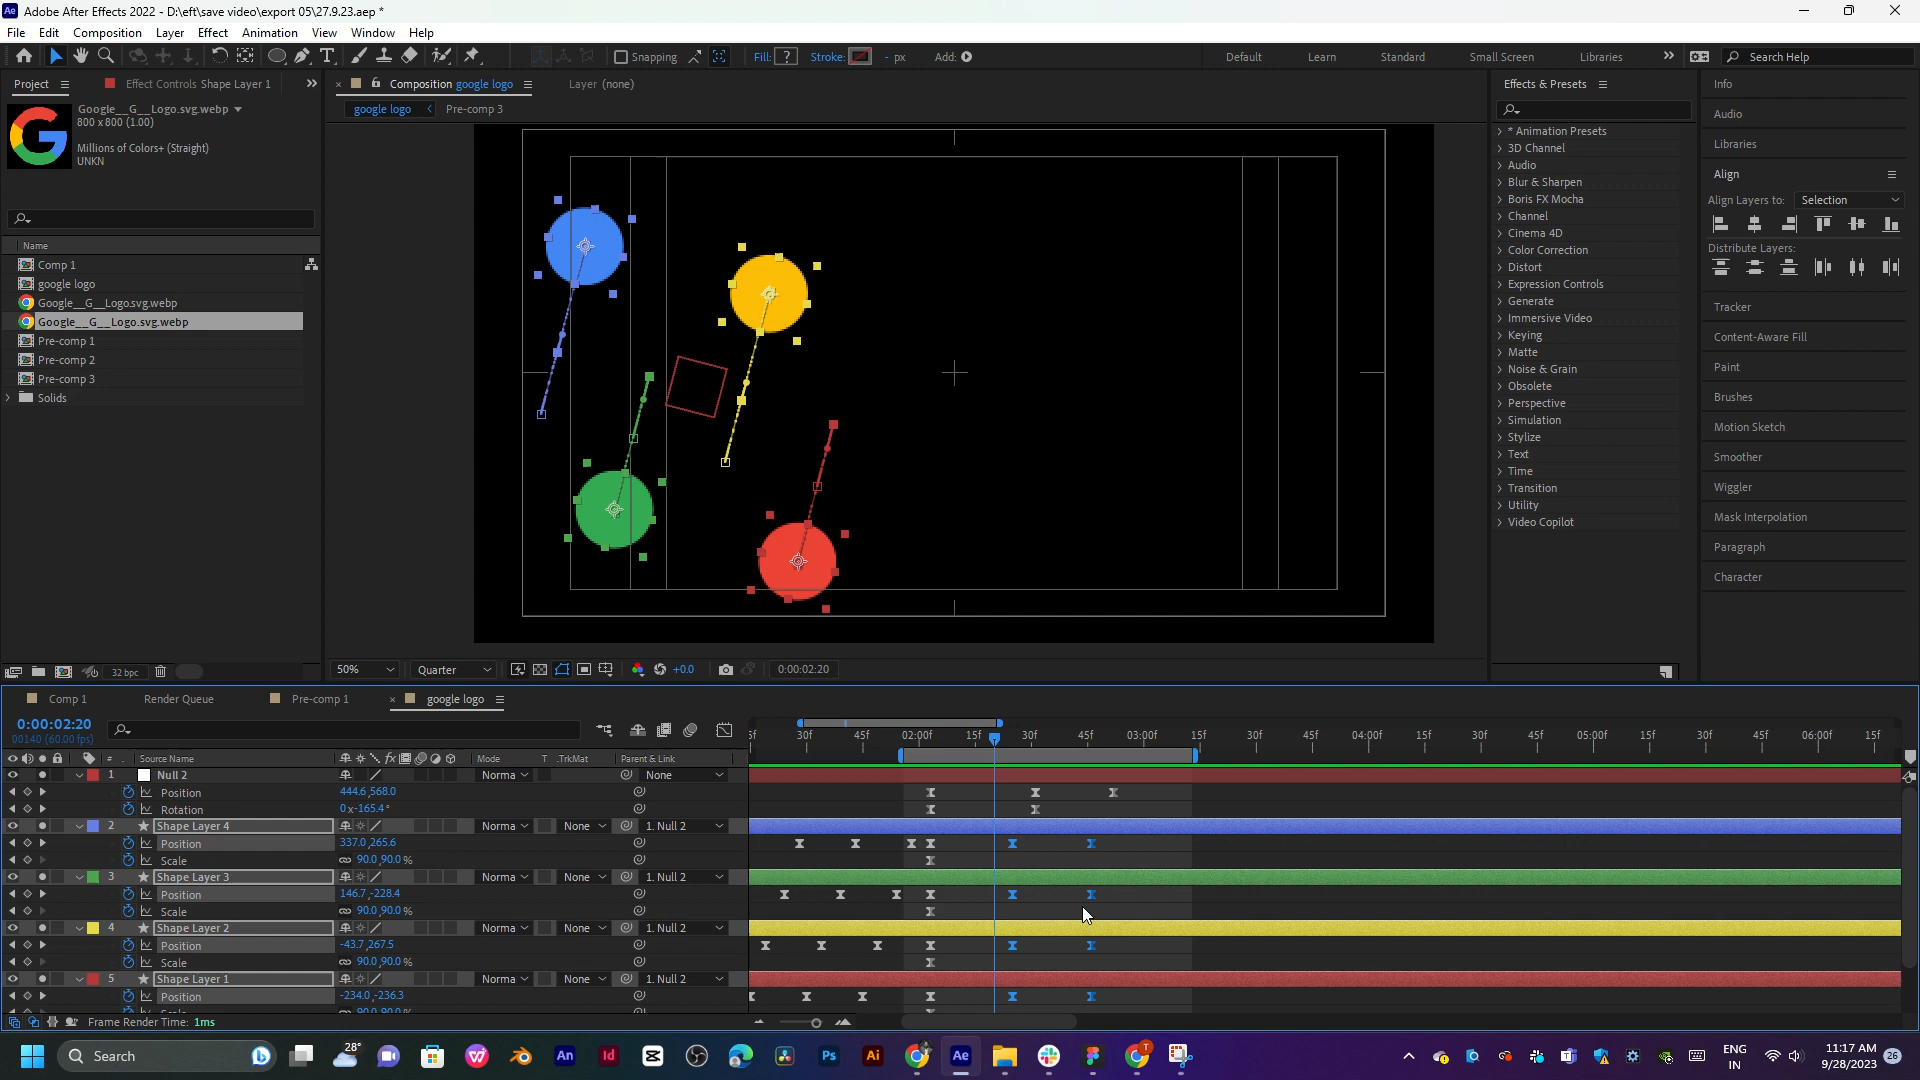 Adobe After Effects 2022 - D:\eft\save video\export 05\27.9.23.aep *
File Edit Composition Layer Effect Animation View Window Help
Snapping Fill: ? Stroke: - px Add: Default Learn Standard Small Screen Libraries Search Help
Project Effect Controls Shape Layer 1 Composition google logo Layer (none) Effects & Presets Info
Google__G__Logo.svg.webp
800 x 800 (1.00)
Millions of Colors+ (Straight)
UNKN
google logo Pre-comp 3
Name
Comp 1
google logo
Google__G__Logo.svg.webp
Google__G__Logo.svg.webp
Pre-comp 1
Pre-comp 2
Pre-comp 3
Solids
* Animation Presets
3D Channel
Audio
Blur & Sharpen
Boris FX Mocha
Channel
Cinema 4D
Color Correction
Distort
Expression Controls
Generate
Immersive Video
Keying
Matte
Noise & Grain
Obsolete
Perspective
Simulation
Stylize
Text
Time
Transition
Utility
Video Copilot
Audio
Libraries
Align
Align Layers to: Selection
Distribute Layers:
Tracker
Content-Aware Fill
Paint
Brushes
Motion Sketch
Smoother
Wiggler
Mask Interpolation
Paragraph
Character
32 bpc
50% Quarter +0.0 0:00:02:20
Comp 1 Render Queue Pre-comp 1 google logo
0:00:02:20
00140 (60.00 fps)
5f 30f 45f 02:00f 15f 30f 45f 03:00f 15f 30f 45f 04:00f 15f 30f 45f 05:00f 15f 30f 45f 06:00f 15f
# Source Name fx Mode T .TrkMat Parent & Link
1 Null 2 Norma None
Position 444.6,568.0
Rotation 0x-165.4°
2 Shape Layer 4 Norma None 1. Null 2
Position 337.0,265.6
Scale 90.0,90.0%
3 Shape Layer 3 Norma None 1. Null 2
Position 146.7,-228.4
Scale 90.0,90.0%
4 Shape Layer 2 Norma None 1. Null 2
Position -43.7,267.5
Scale 90.0,90.0%
5 Shape Layer 1 Norma None 1. Null 2
Position -234.0,-236.3
Frame Render Time: 1ms
Search 28° An Id Ps Ai Ae ENG IN 11:17 AM 9/28/2023 26